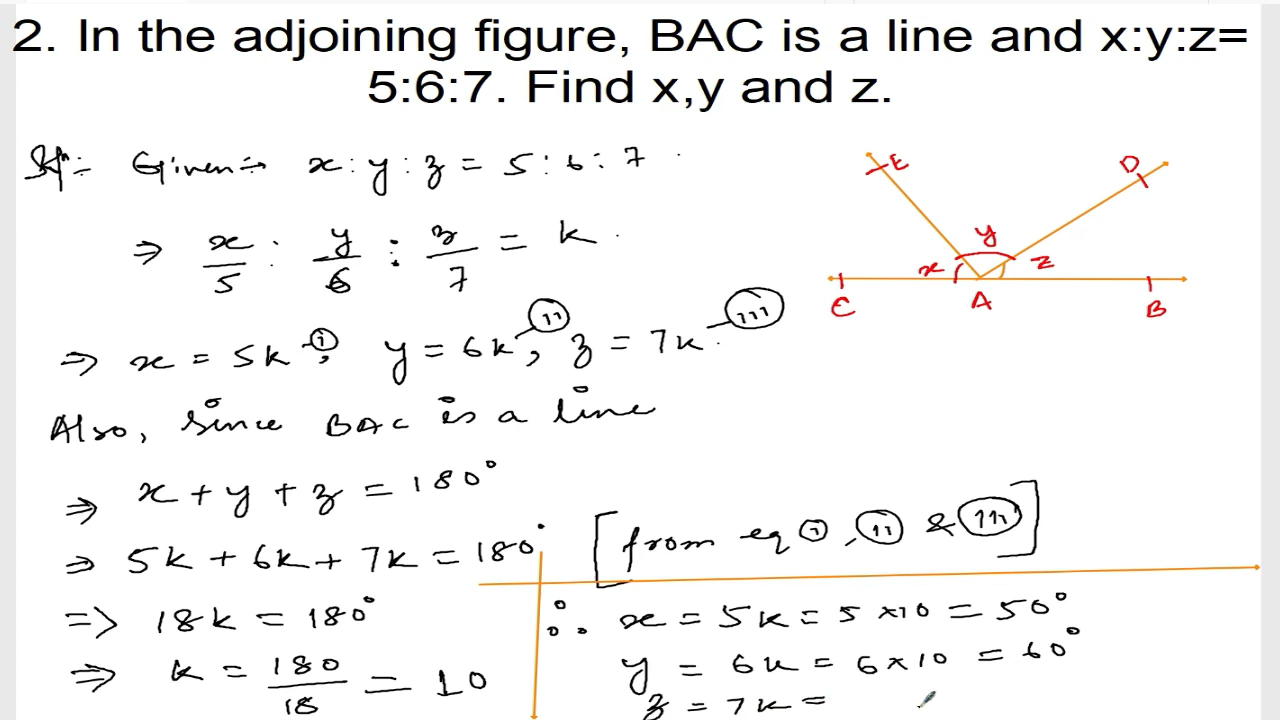 2. In the adjoining figure, BAC is a line and x:y:z=
5:6:7. Find x,y and z.
Given:→ x : y : z = 5 : 6 : 7 .
⇒ x/5 : y/6 : z/7 = k .
⇒ x = 5k (i), y = 6k (ii), z = 7k (iii).
Also, since BAC is a line
⇒ x + y + z = 180°
⇒ 5k + 6k + 7k = 180° [from eq (i), (ii) & (iii)]
=> 18k = 180°
⇒ k = 180/18 = 10
∴ x = 5k = 5 × 10 = 50°
y = 6k = 6 × 10 = 60°
z = 7k =
E
D
y
x
z
C
A
B